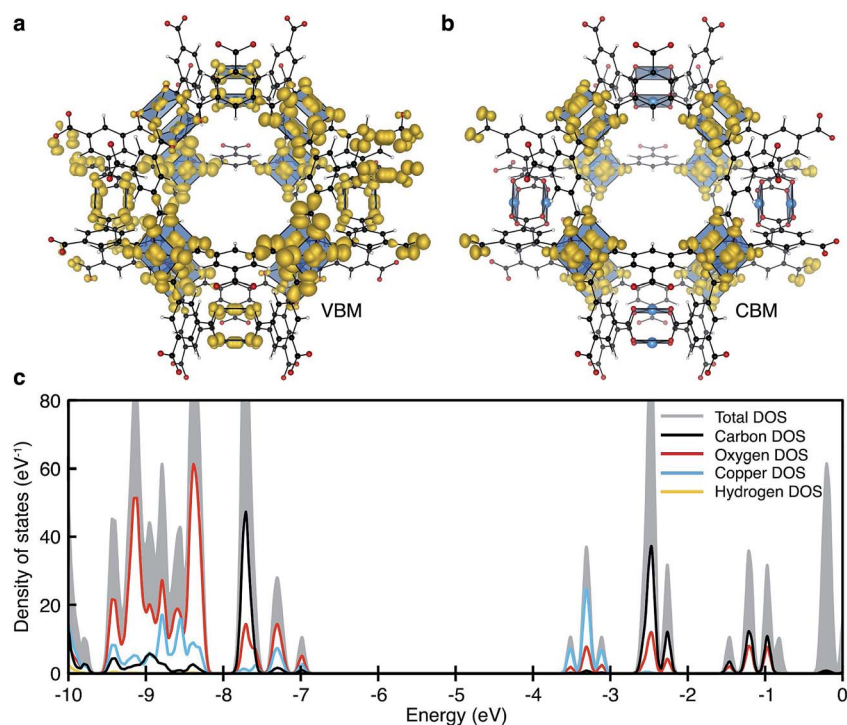 a
b
VBM
CBM
c
Density of states (eV⁻¹)
80
60
40
20
0
Total DOS
Carbon DOS
Oxygen DOS
Copper DOS
Hydrogen DOS
-10
-9
-8
-7
-6
-5
-4
-3
-2
-1
0
Energy (eV)